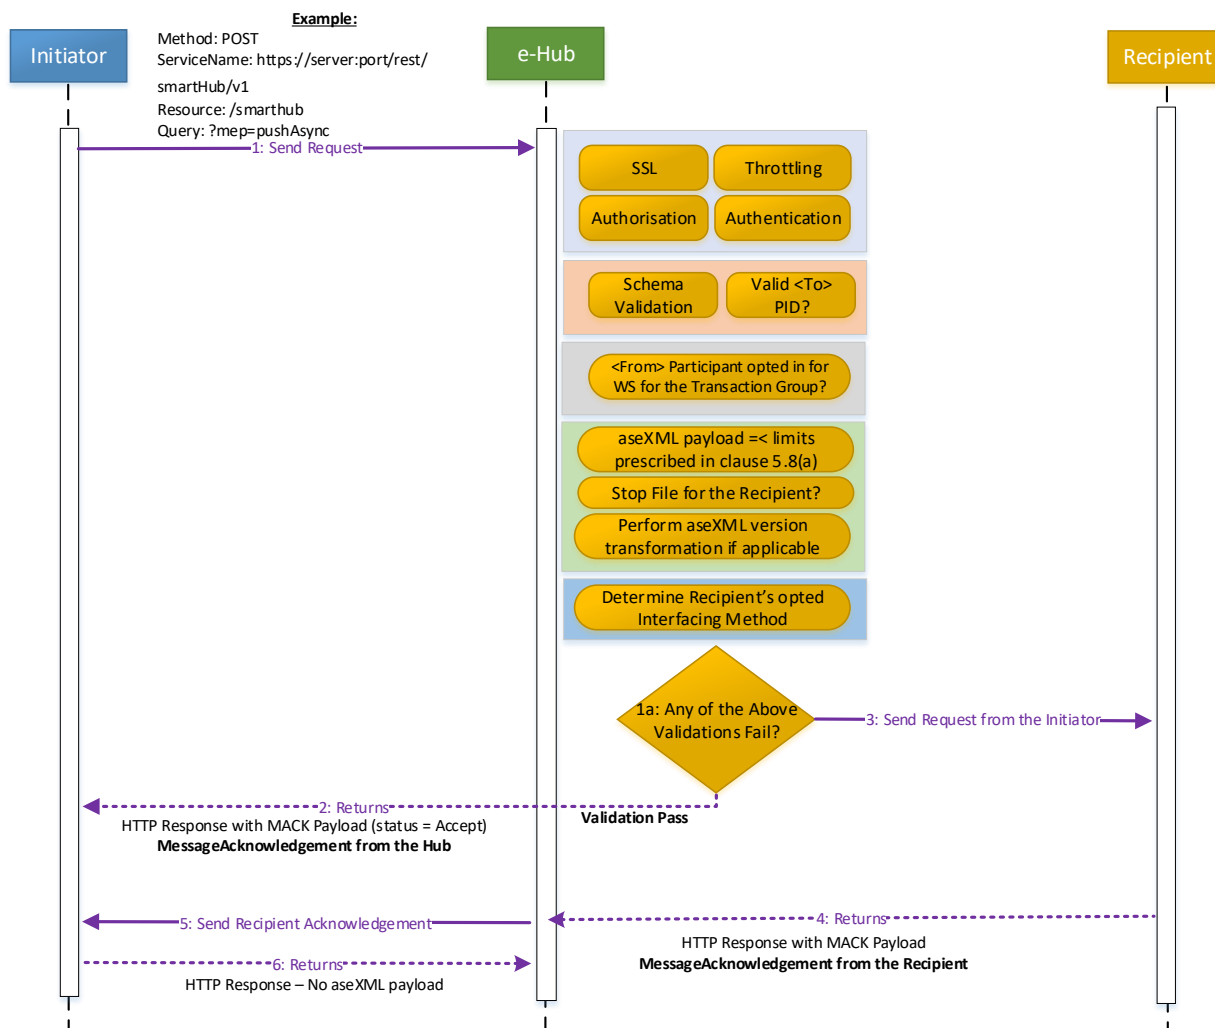 Example:
Method: POST
ServiceName: https://server:port/rest/
smartHub/v1
Resource: /smarthub
Query: ?mep=pushAsync
Initiator
e-Hub
Recipient
1: Send Request
SSL
Throttling
Authorisation
Authentication
Schema
Validation
Valid <To>
PID?
<From> Participant opted in for
WS for the Transaction Group?
aseXML payload =< limits
prescribed in clause 5.8(a)
Stop File for the Recipient?
Perform aseXML version
transformation if applicable
Determine Recipient's opted
Interfacing Method
1a: Any of the Above
Validations Fail?
3: Send Request from the Initiator
2: Returns
HTTP Response with MACK Payload (status = Accept)
MessageAcknowledgement from the Hub
Validation Pass
5: Send Recipient Acknowledgement
4: Returns
HTTP Response with MACK Payload
MessageAcknowledgement from the Recipient
6: Returns
HTTP Response – No aseXML payload